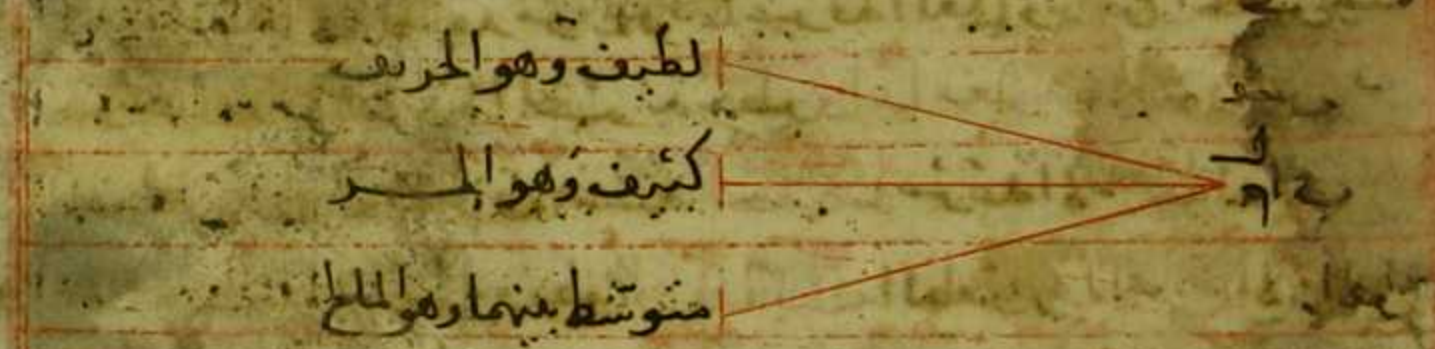 لطيف وهو الحريف
كثيف وهو المر
متوسط بينهما وهو المالح